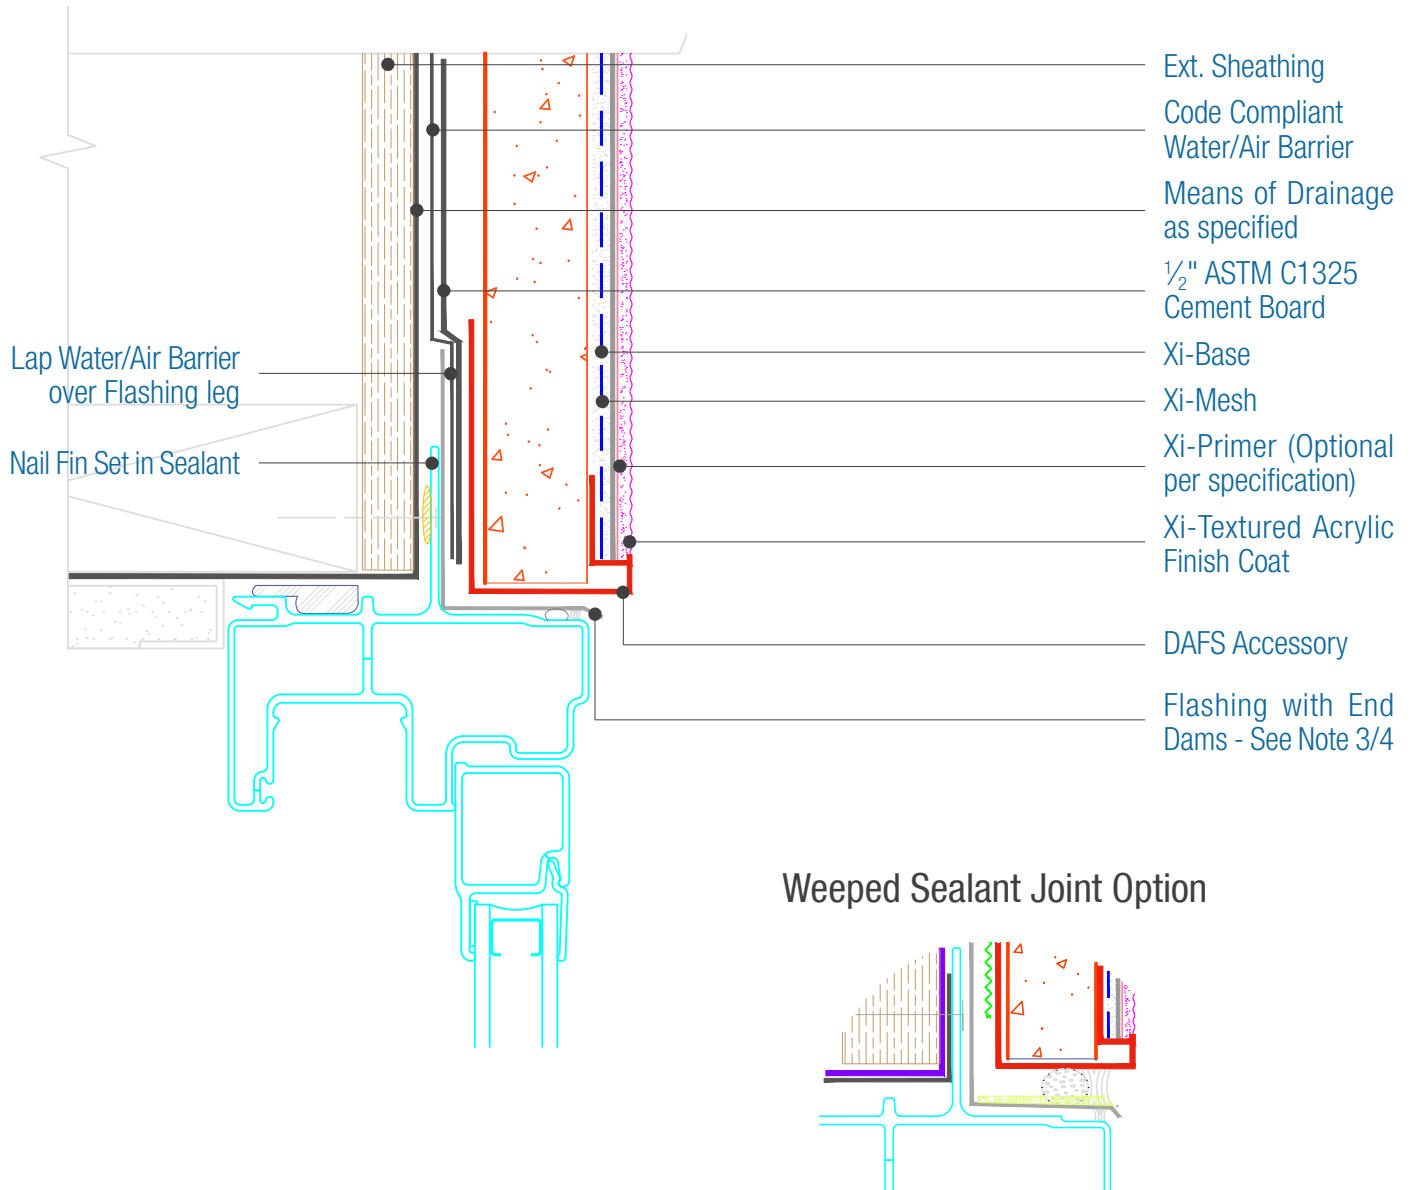 Ext. Sheathing
Code Compliant
Water/Air Barrier
Means of Drainage
as specified
½" ASTM C1325
Cement Board
Xi-Base
Xi-Mesh
Xi-Primer (Optional
per specification)
Xi-Textured Acrylic
Finish Coat
DAFS Accessory
Flashing with End
Dams - See Note 3/4
Lap Water/Air Barrier
over Flashing leg
Nail Fin Set in Sealant
Weeped Sealant Joint Option